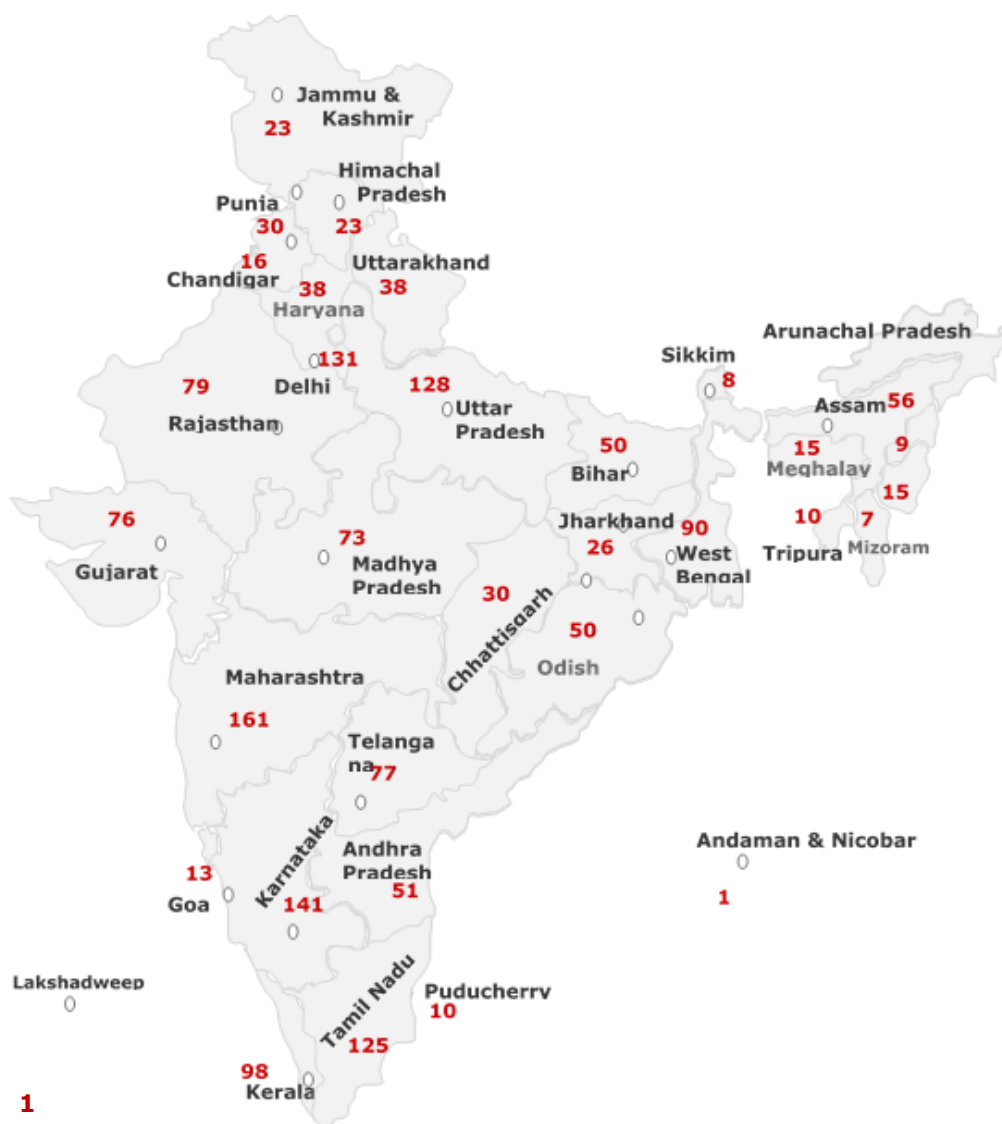 Jammu &
Kashmir
23
Himachal
Pradesh
Punja
30
23
16
Chandigar
Uttarakhand
38
38
Haryana
Arunachal Pradesh
Sikkim
8
131
Delhi
79
Rajasthan
128
Uttar
Pradesh
56
Assam
50
Bihar
15
Meghalay
9
15
76
Gujarat
73
Madhya
Pradesh
Jharkhand
26
90
West
Bengal
10
Tripura
7
Mizoram
30
Chhattisgarh
50
Odish
Maharashtra
161
Telanga
na
77
Karnataka
141
Andhra
Pradesh
51
Andaman & Nicobar
1
13
Goa
Lakshadweep
Tamil Nadu
125
Puducherry
10
98
Kerala
1